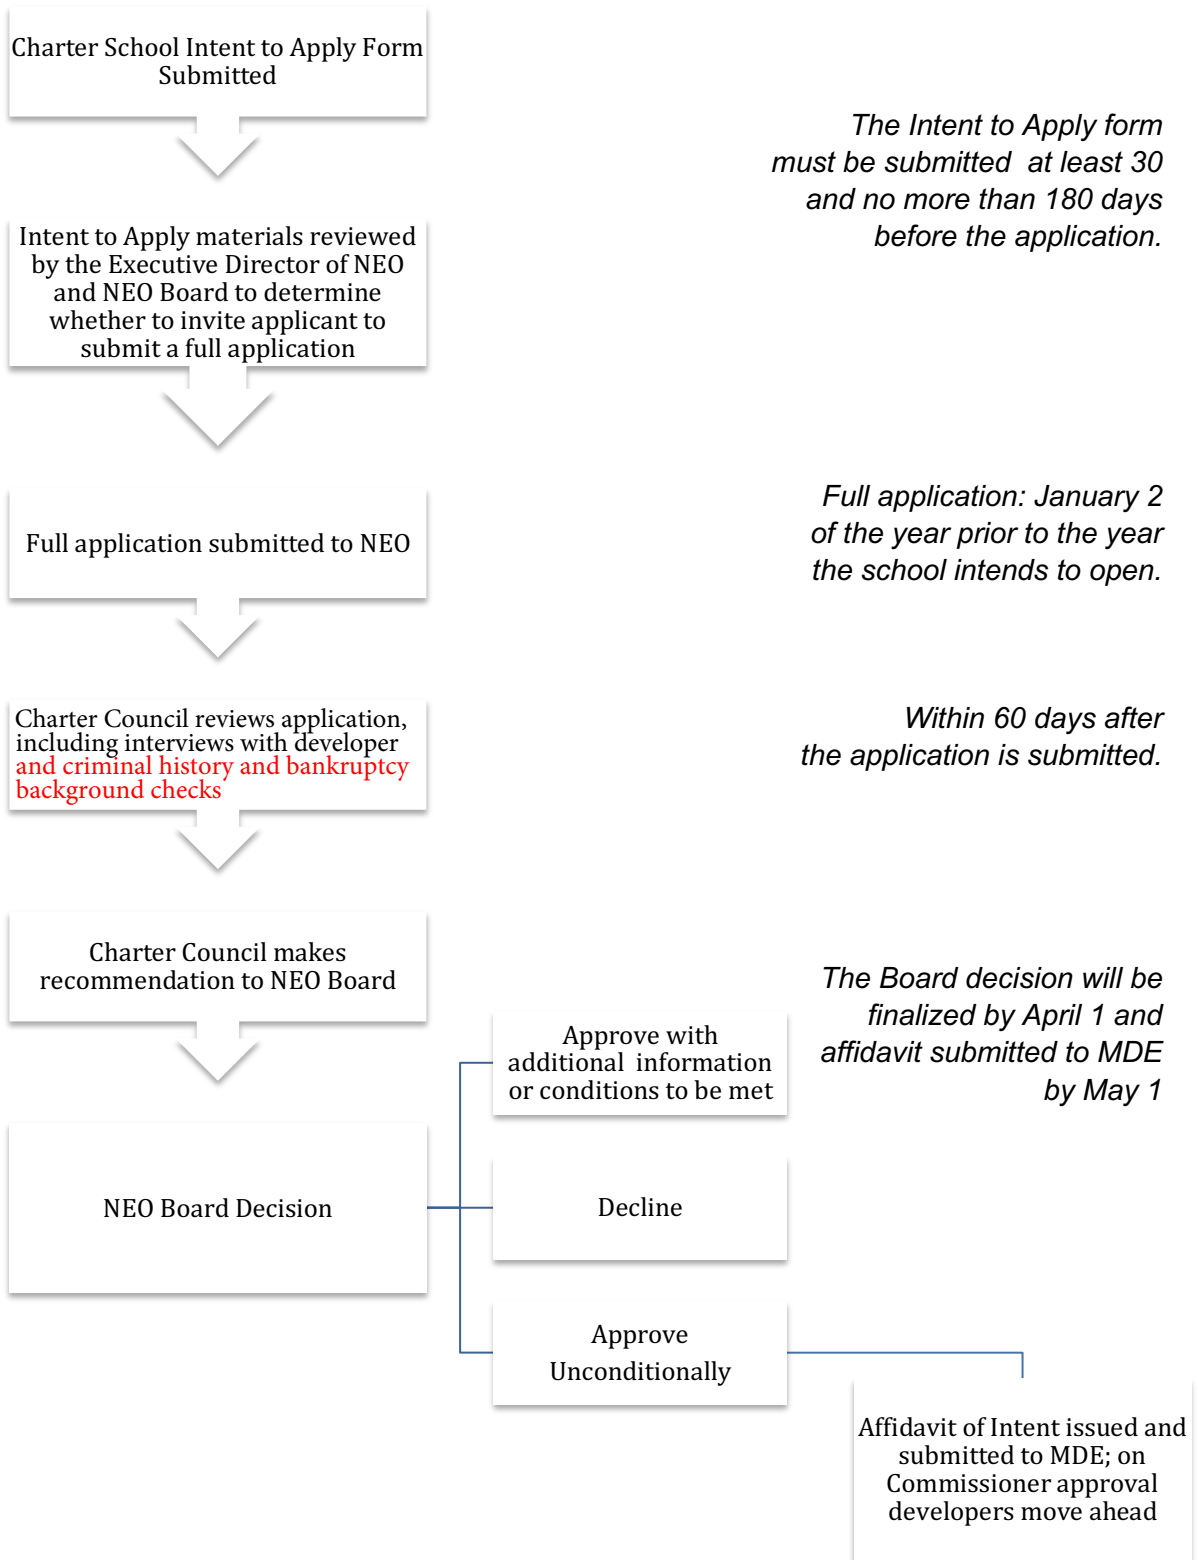 Charter School Intent to Apply Form
Submitted
The Intent to Apply form
must be submitted  at least 30
and no more than 180 days
before the application.
Intent to Apply materials reviewed
by the Executive Director of NEO
and NEO Board to determine
whether to invite applicant to
submit a full application
Full application submitted to NEO
Full application: January 2
of the year prior to the year
the school intends to open.
Charter Council reviews application,
including interviews with developer
and criminal history and bankruptcy
background checks
Within 60 days after
the application is submitted.
Charter Council makes
recommendation to NEO Board
The Board decision will be
finalized by April 1 and
affidavit submitted to MDE
by May 1
NEO Board Decision
Approve with
additional  information
or conditions to be met
Decline
Approve
Unconditionally
Affidavit of Intent issued and
submitted to MDE; on
Commissioner approval
developers move ahead